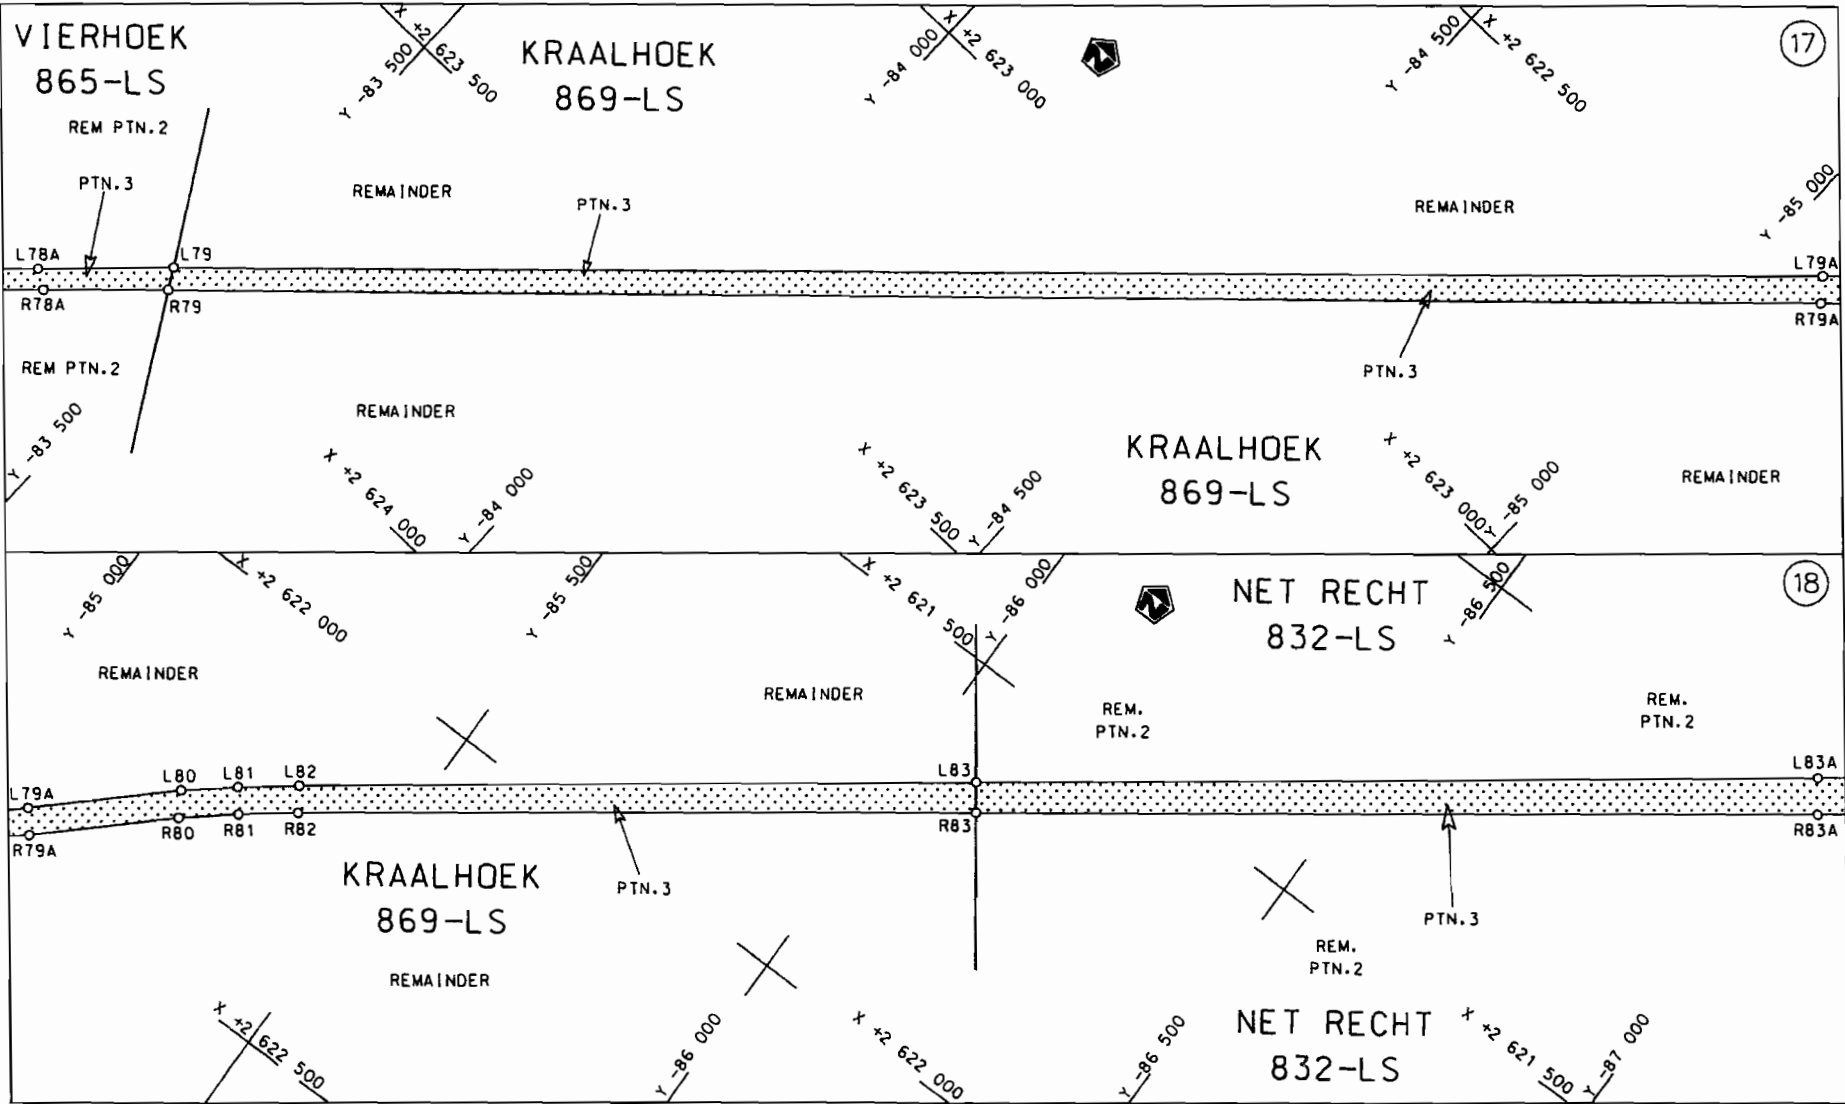 VIERHOEK
865-LS
REM PTN.2
PTN.3
X +2 623 500
Y -83 500
KRAALHOEK
869-LS
REMAINDER
PTN.3
Y -84 000
X +2 623 000
Y -84 500
X +2 622 500
17
REMAINDER
Y -85 000
L78A
L79
L79A
R78A
R79
R79A
REM PTN.2
REMAINDER
PTN.3
Y -83 500
X +2 624 000
Y -84 000
X +2 623 500
Y -84 500
KRAALHOEK
869-LS
X +2 623 000
Y -85 000
REMAINDER
Y -85 000
X +2 622 000
Y -85 500
X +2 621 500
Y -86 000
NET RECHT
832-LS
Y -86 500
18
REMAINDER
REMAINDER
REM.
PTN.2
REM.
PTN.2
L79A
L80
L81
L82
L83
L83A
R79A
R80
R81
R82
R83
R83A
KRAALHOEK
869-LS
PTN.3
PTN.3
REMAINDER
REM.
PTN.2
X +2 622 500
Y -86 000
X +2 622 000
Y -86 500
NET RECHT
832-LS
X +2 621 500
Y -87 000